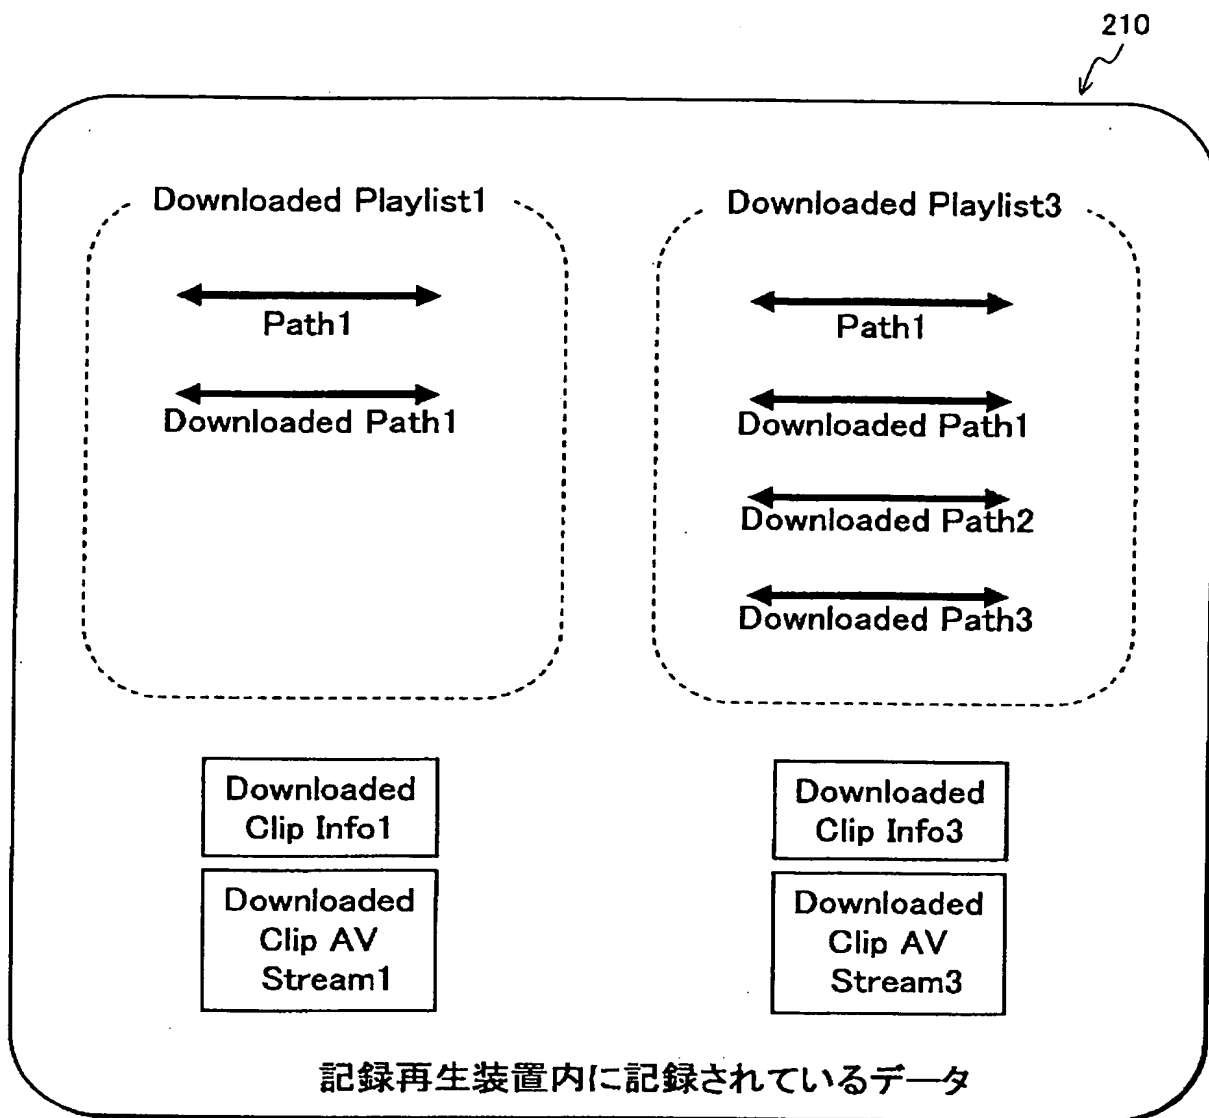 210
Downloaded Playlist1
Path1
Downloaded Path1
Downloaded Playlist3
Path1
Downloaded Path1
Downloaded Path2
Downloaded Path3
Downloaded
Clip Info1
Downloaded
Clip AV
Stream1
Downloaded
Clip Info3
Downloaded
Clip AV
Stream3
記録再生装置内に記録されているデータ